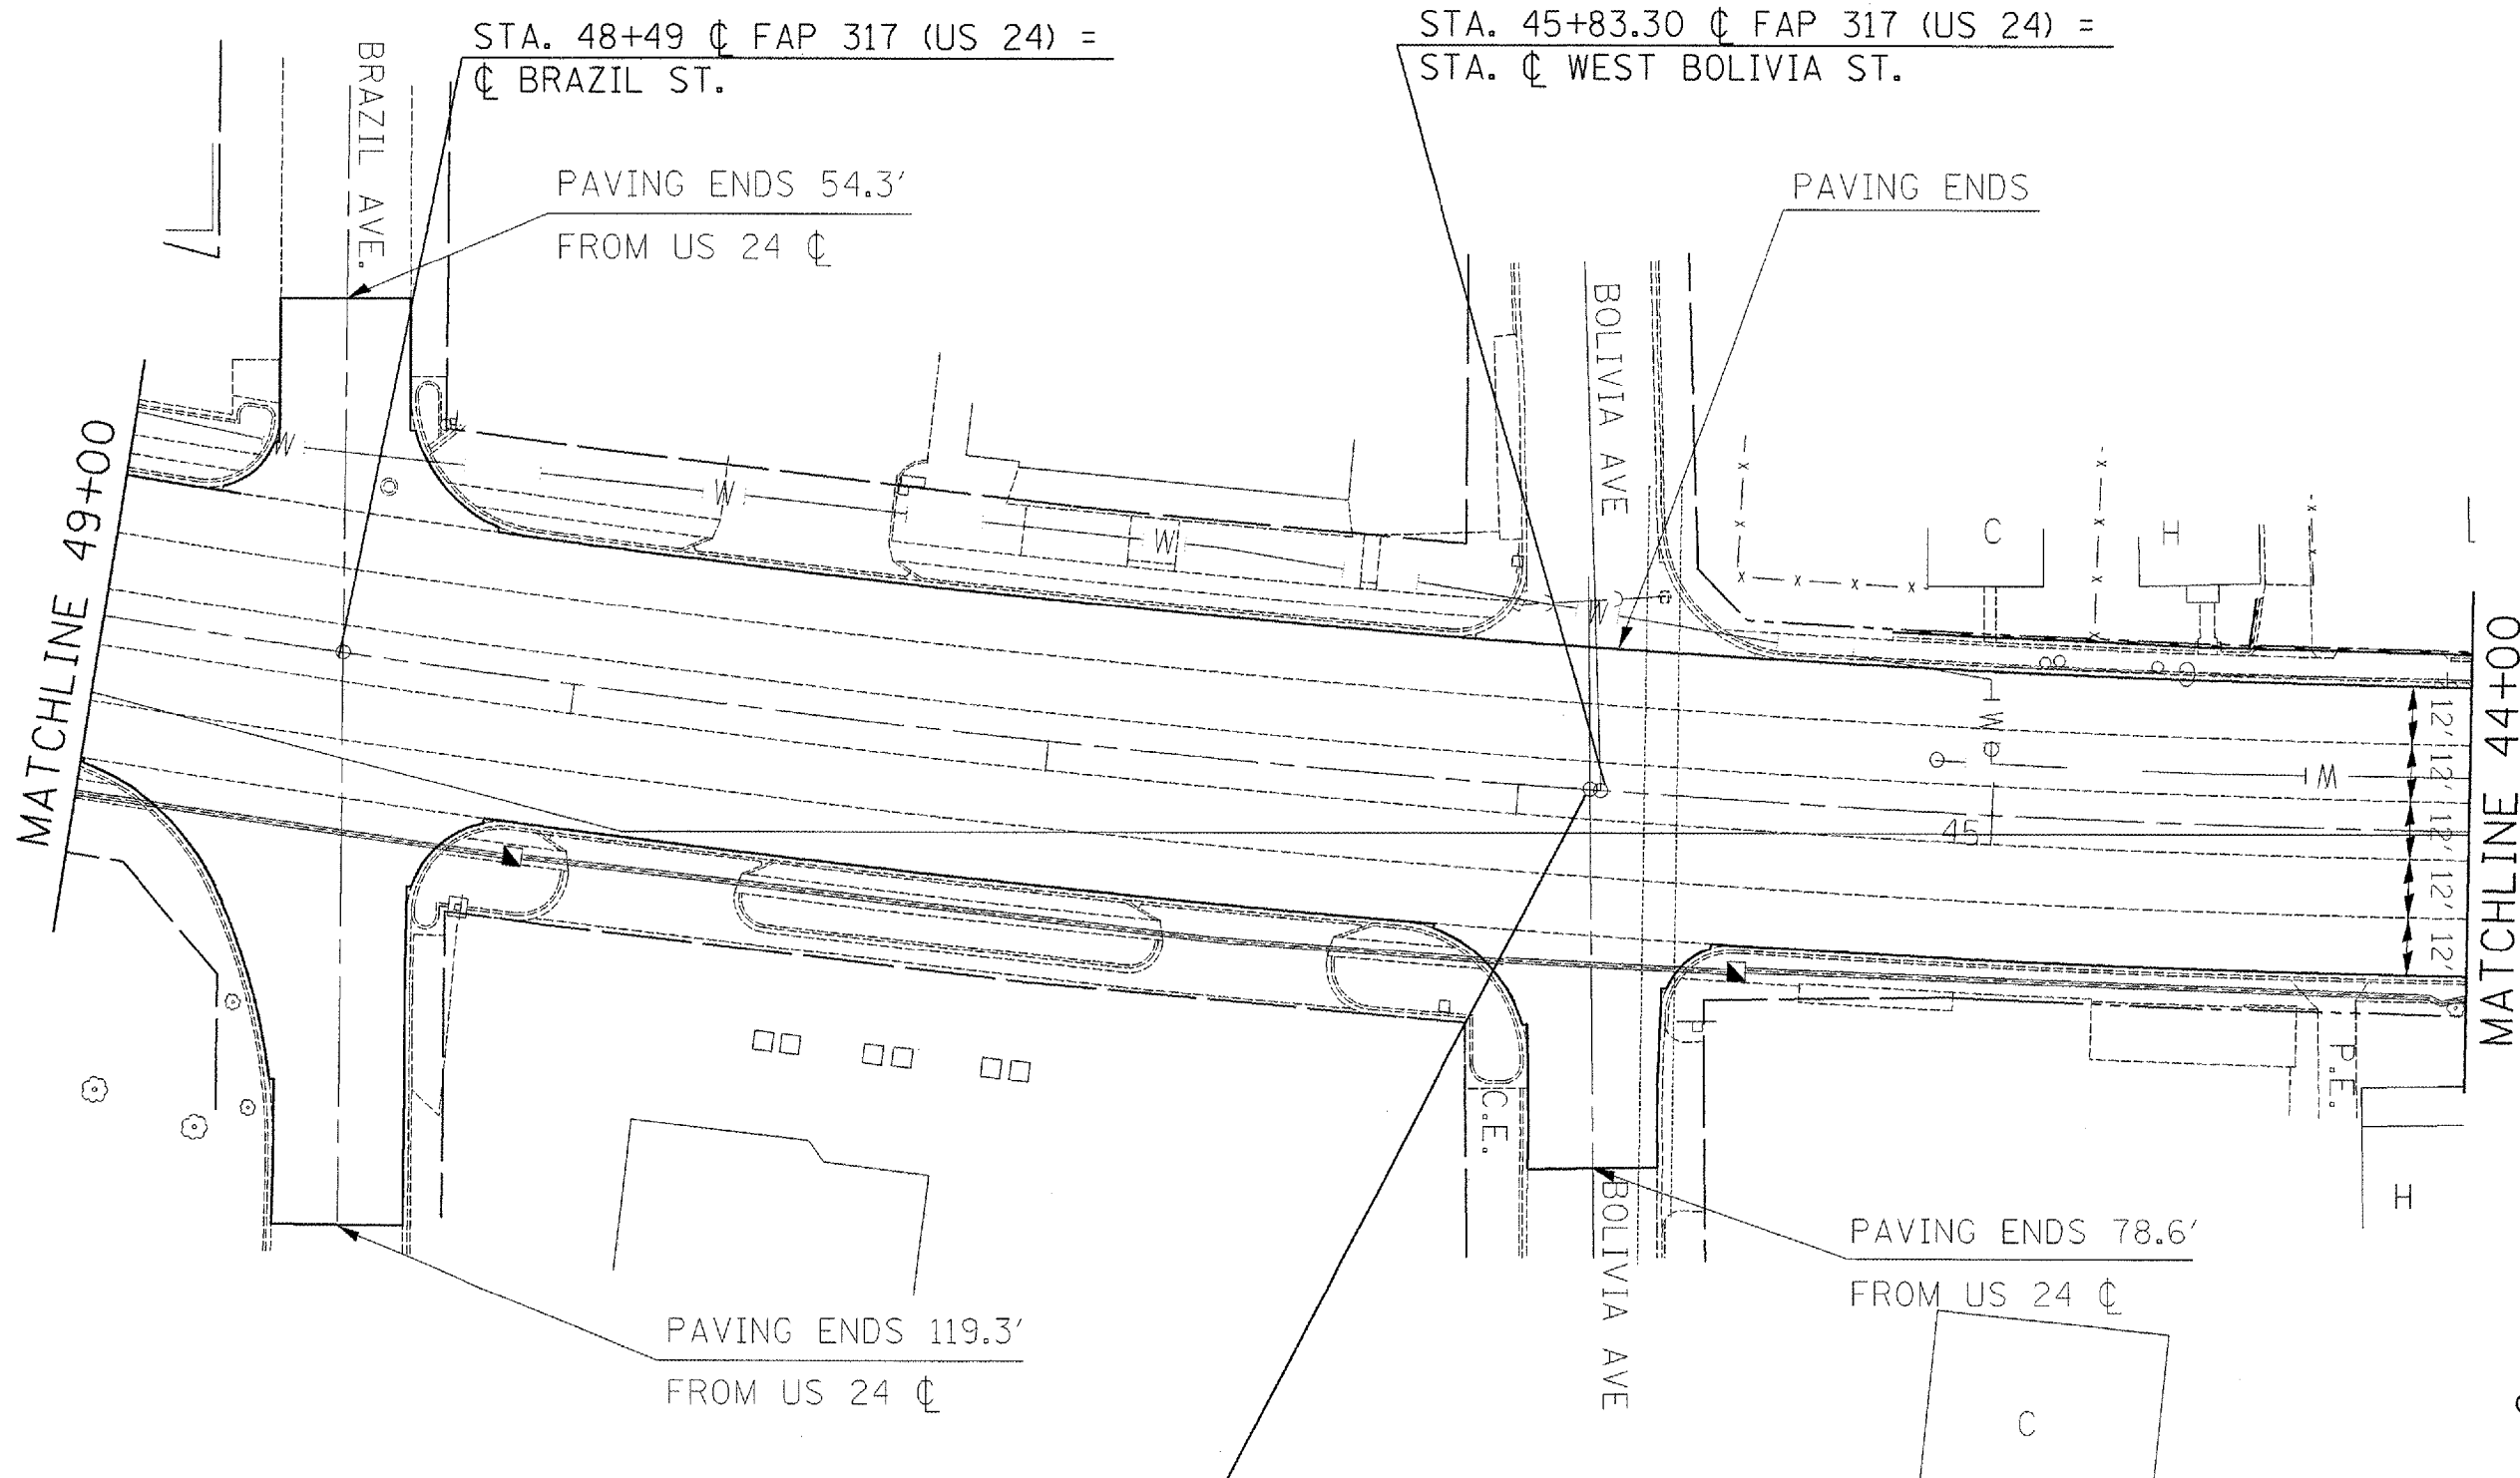 STA. 48+49 ℄ FAP 317 (US 24) =
℄ BRAZIL ST.
STA. 45+83.30 ℄ FAP 317 (US 24) =
STA. ℄ WEST BOLIVIA ST.
BRAZIL AVE.
PAVING ENDS 54.3'
FROM US 24 ℄
PAVING ENDS
BOLIVIA AVE
MATCHLINE 49+00
W
W
W
W
W
W
C
H
45
12'
12'
12'
12'
12'
MATCHLINE 44+00
C.E.
P.E.
H
BOLIVIA AVE
PAVING ENDS 78.6'
FROM US 24 ℄
PAVING ENDS 119.3'
FROM US 24 ℄
C